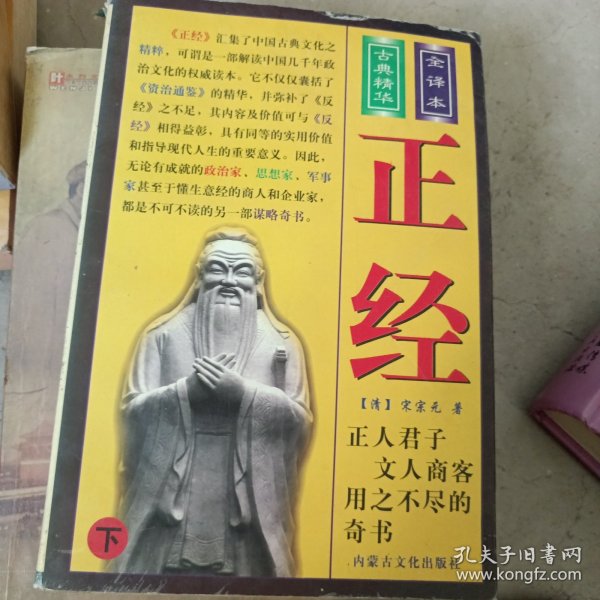 《正经》汇集了中国古典文化之
精粹，可谓是一部解读中国几千年政
治文化的权威读本。它不仅仅囊括了
《资治通鉴》的精华，并弥补了《反
经》之不足，其内容及价值可与《反
经》相得益彰，具有同等的实用价值
和指导现代人生的重要意义。因此，
无论有成就的政治家、思想家、军事
家甚至于懂生意经的商人和企业家，
都是不可不读的另一部谋略奇书。
古典精华
全译本
正经
【清】宋宗元 著
正人君子
文人商客
用之不尽的
奇书
下
内蒙古文化出版社
孔夫子旧书网
www.kongfz.com